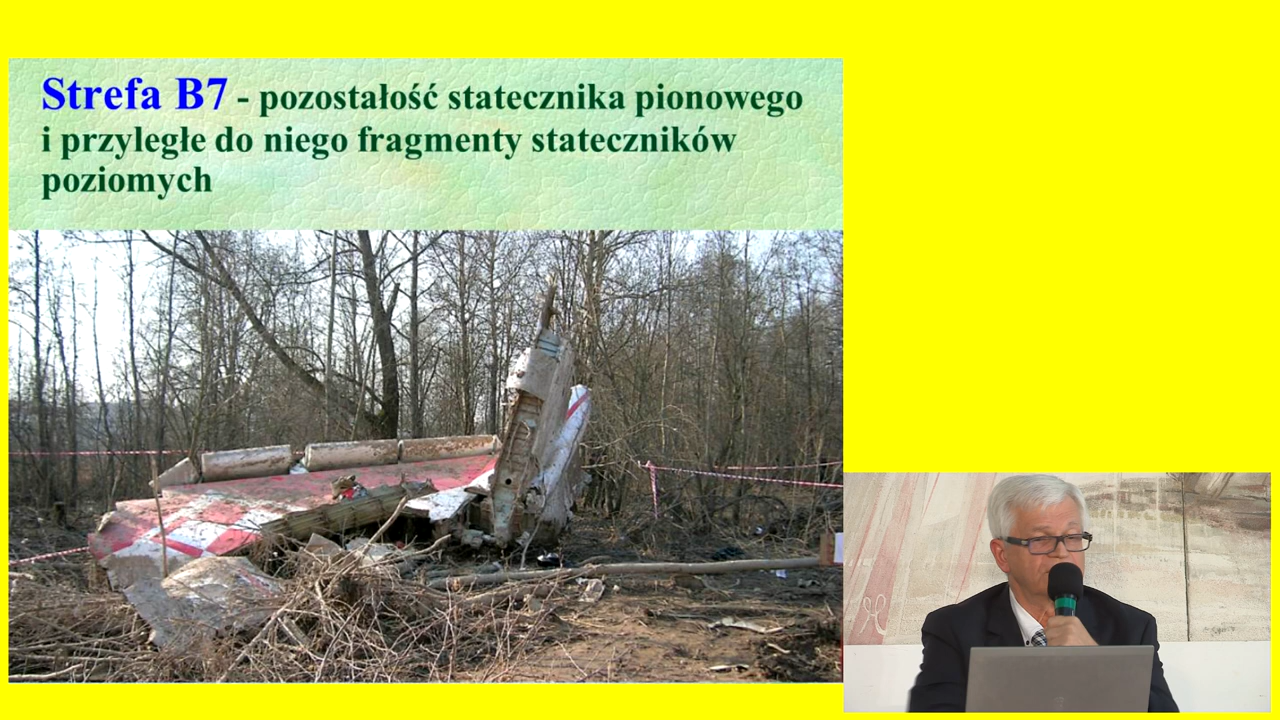 Strefa B7 - pozostałość statecznika pionowego
i przyległe do niego fragmenty stateczników
poziomych